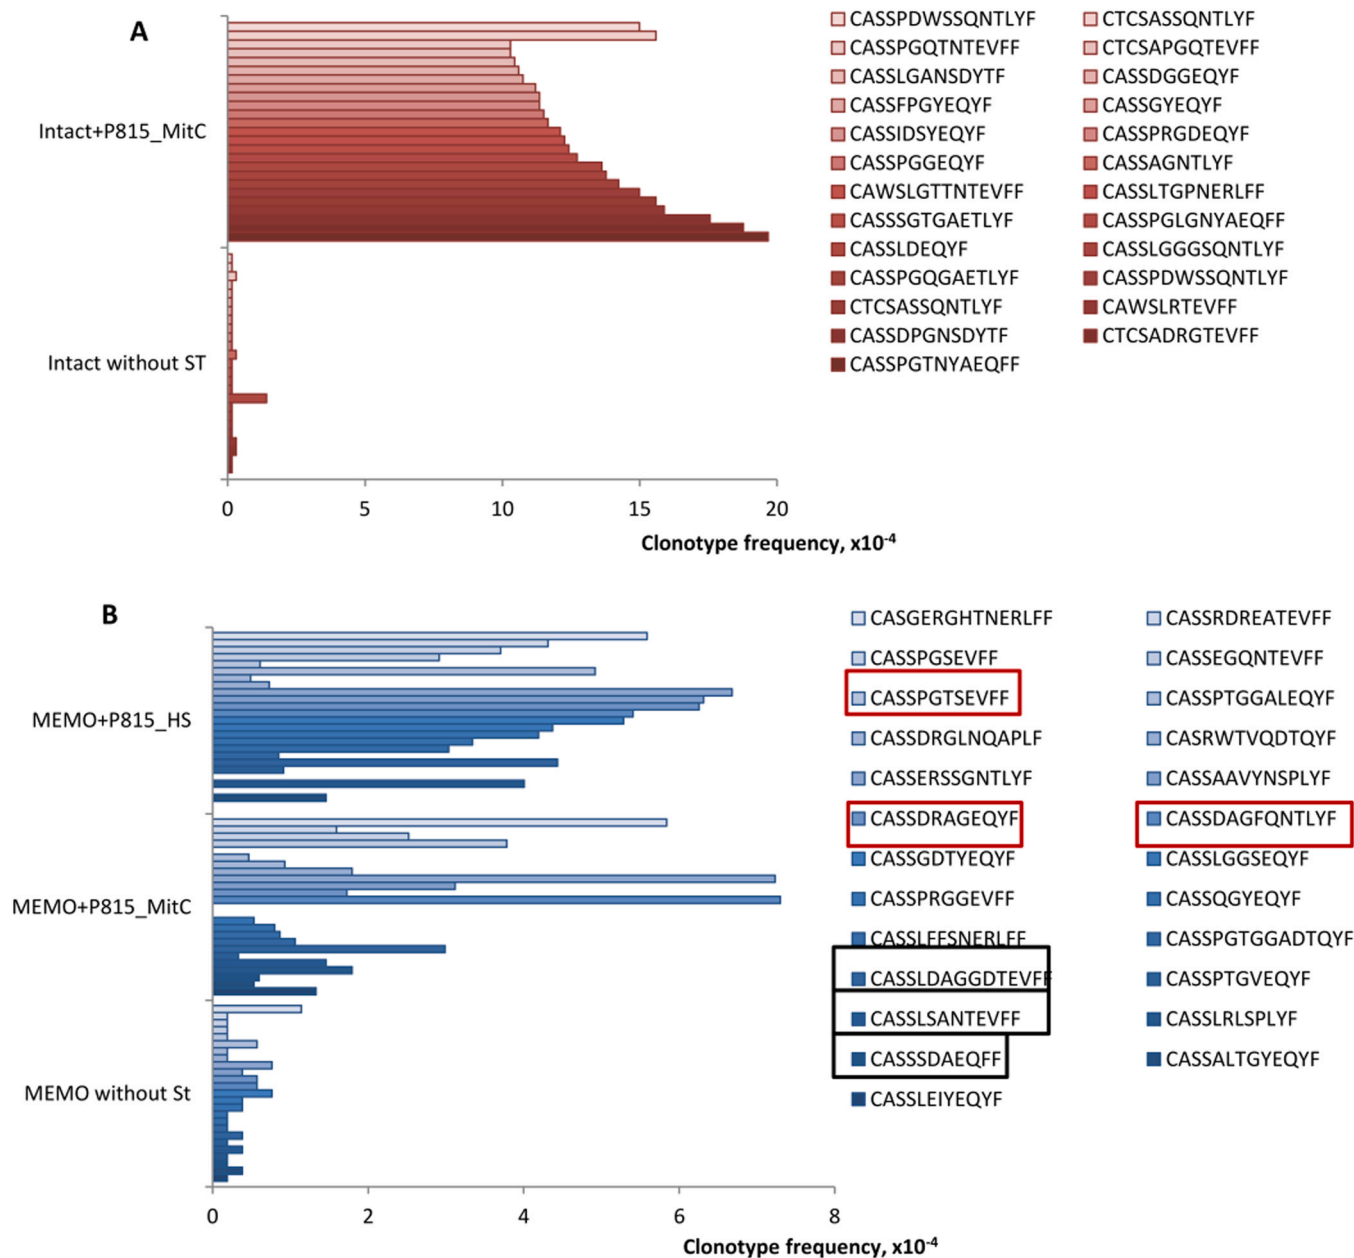 A
Intact+P815_MitC
Intact without ST
0 5 10 15 20
Clonotype frequency, x10-4
CASSPDWSSQNTLYF CTCSASSQNTLYF
CASSPGQTNTEVFF CTCSAPGQTEVFF
CASSLGANSDYTF CASSDGGEQYF
CASSFPGYEQYF CASSGYEQYF
CASSIDSYEQYF CASSPRGDEQYF
CASSPGGEQYF CASSAGNTLYF
CAWSLGTTNTEVFF CASSLTGPNERLFF
CASSSGTGAETLYF CASSPGLGNYAEQFF
CASSLDEQYF CASSLGGGSQNTLYF
CASSPGQGAETLYF CASSPDWSSQNTLYF
CTCSASSQNTLYF CAWSLRTEVFF
CASSDPGNSDYTF CTCSADRGTEVFF
CASSPGTNYAEQFF
B
MEMO+P815_HS
MEMO+P815_MitC
MEMO without St
0 2 4 6 8
Clonotype frequency, x10-4
CASGERGHTNERLFF CASSRDREATEVFF
CASSPGSEVFF CASSEGQNTEVFF
CASSPGTSEVFF CASSPTGGALEQYF
CASSDRGLNQAPLF CASRWTVQDTQYF
CASSERSSGNTLYF CASSAAVYNSPLYF
CASSDRAGEQYF CASSDAGFQNTLYF
CASSGDTYEQYF CASSLGGSEQYF
CASSPRGGEVFF CASSQGYEQYF
CASSLFFSNERLFF CASSPGTGGADTQYF
CASSLDAGGDTEVFF CASSPTGVEQYF
CASSLSANTEVFF CASSLRLSPLYF
CASSSDAEQFF CASSALTGYEQYF
CASSLEIYEQYF